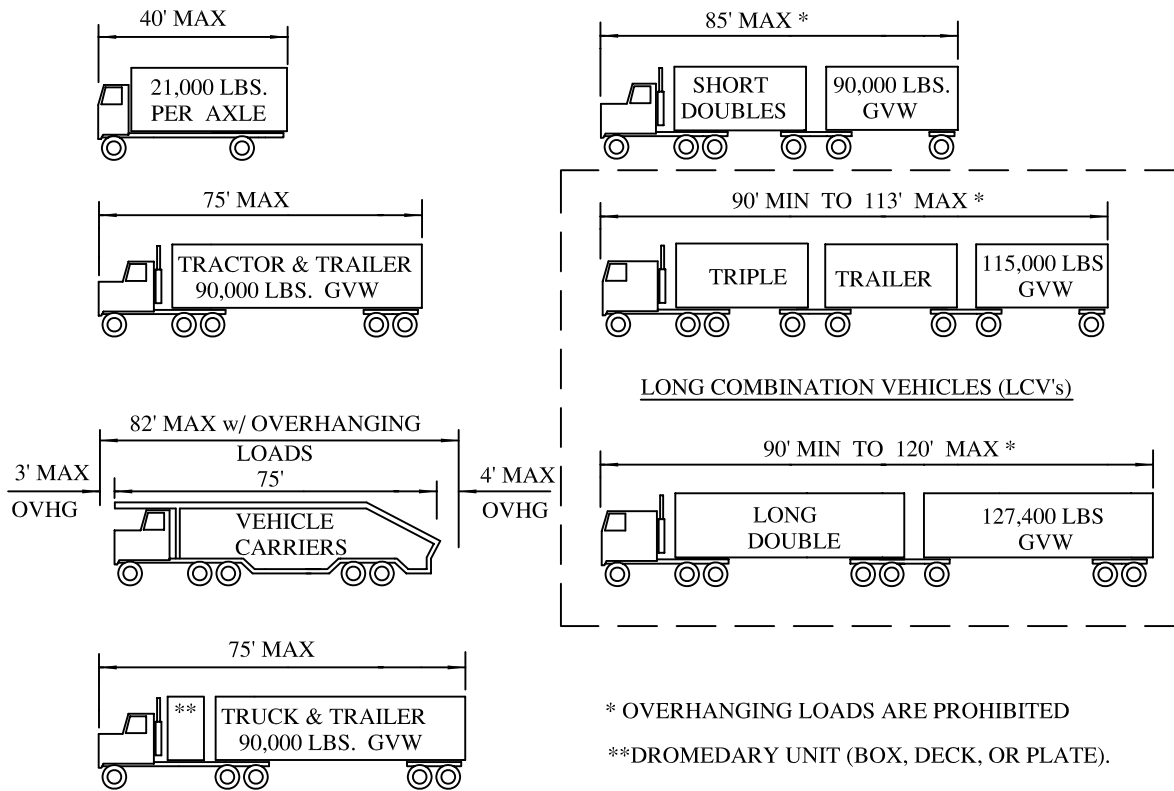 40' MAX
21,000 LBS.
PER AXLE
75' MAX
TRACTOR & TRAILER
90,000 LBS. GVW
82' MAX w/ OVERHANGING
LOADS
75'
3' MAX
OVHG
4' MAX
OVHG
VEHICLE
CARRIERS
75' MAX
**
TRUCK & TRAILER
90,000 LBS. GVW
85' MAX *
SHORT
DOUBLES
90,000 LBS.
GVW
90' MIN TO 113' MAX *
TRIPLE
TRAILER
115,000 LBS
GVW
LONG COMBINATION VEHICLES (LCV's)
90' MIN TO 120' MAX *
LONG
DOUBLE
127,400 LBS
GVW
* OVERHANGING LOADS ARE PROHIBITED
**DROMEDARY UNIT (BOX, DECK, OR PLATE).